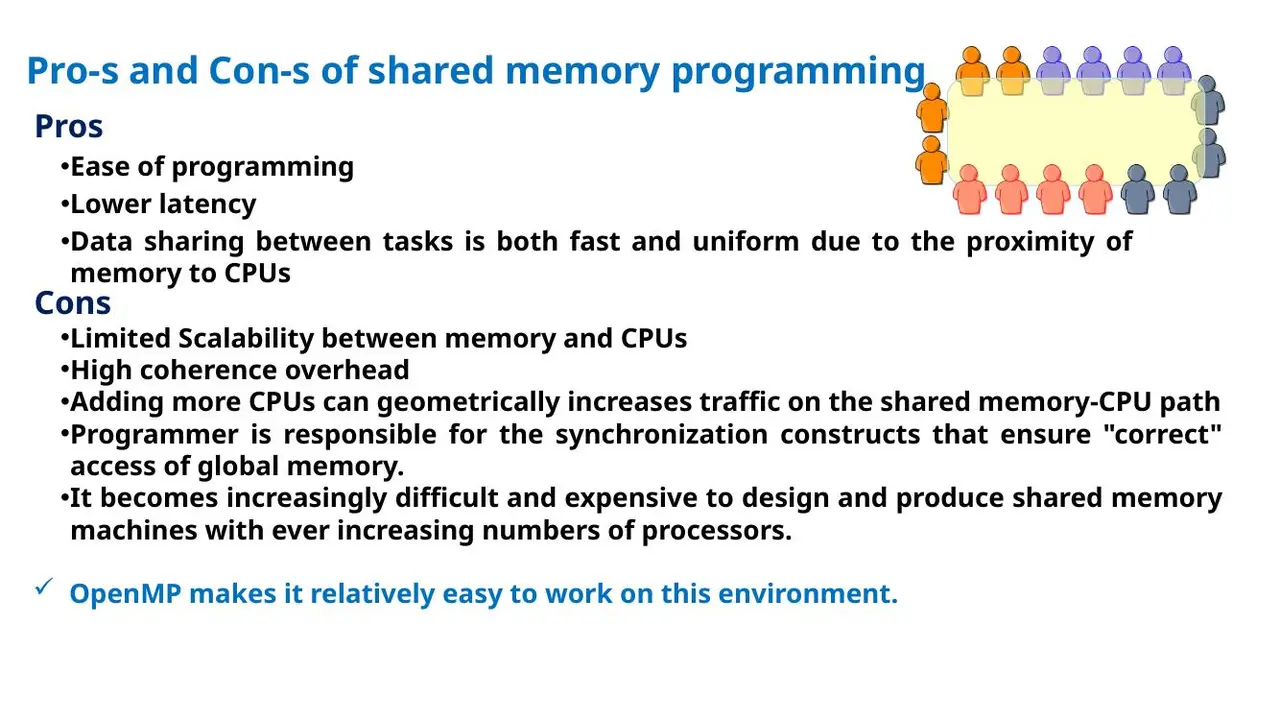 Pro-s and Con-s of shared memory programming
Pros
•Ease of programming
•Lower latency
•Data sharing between tasks is both fast and uniform due to the proximity of
memory to CPUs
Cons
•Limited Scalability between memory and CPUs
•High coherence overhead
•Adding more CPUs can geometrically increases traffic on the shared memory-CPU path
•Programmer is responsible for the synchronization constructs that ensure "correct"
access of global memory.
•It becomes increasingly difficult and expensive to design and produce shared memory
machines with ever increasing numbers of processors.
✓ OpenMP makes it relatively easy to work on this environment.